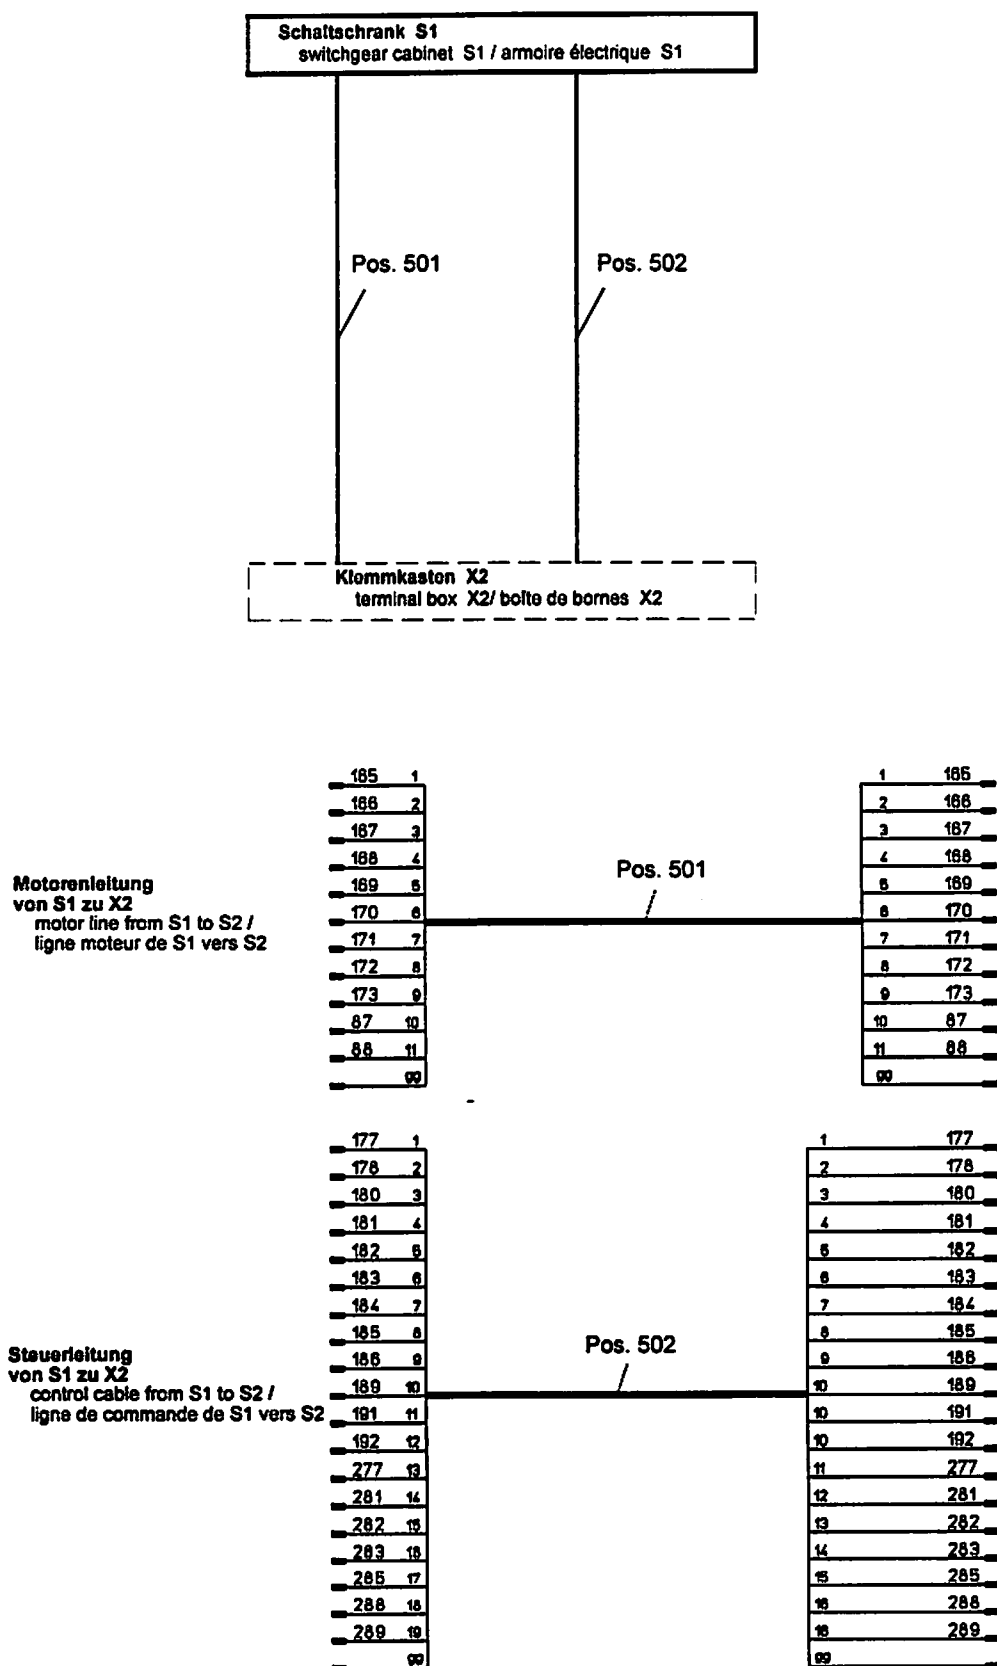 Schaltschrank S1
switchgear cabinet S1 / armoire électrique S1
Pos. 501
Pos. 502
Klemmkasten X2
terminal box X2/ boîte de bornes X2
165 1 1 165
166 2 2 166
167 3 3 167
168 4 4 168
Pos. 501
Motorenleitung
von S1 zu X2
motor line from S1 to S2 /
ligne moteur de S1 vers S2
169 5 5 169
170 6 6 170
171 7 7 171
172 8 8 172
173 9 9 173
87 10 10 87
88 11 11 88
gg gg
177 1 1 177
178 2 2 178
180 3 3 180
181 4 4 181
182 5 5 182
183 6 6 183
184 7 7 184
185 8 8 185
Pos. 502
Steuerleitung
von S1 zu X2
control cable from S1 to S2 /
ligne de commande de S1 vers S2
186 9 9 186
189 10 10 189
191 11 10 191
192 12 10 192
277 13 11 277
281 14 12 281
282 15 13 282
283 16 14 283
285 17 15 285
288 18 16 288
289 19 16 289
gg gg